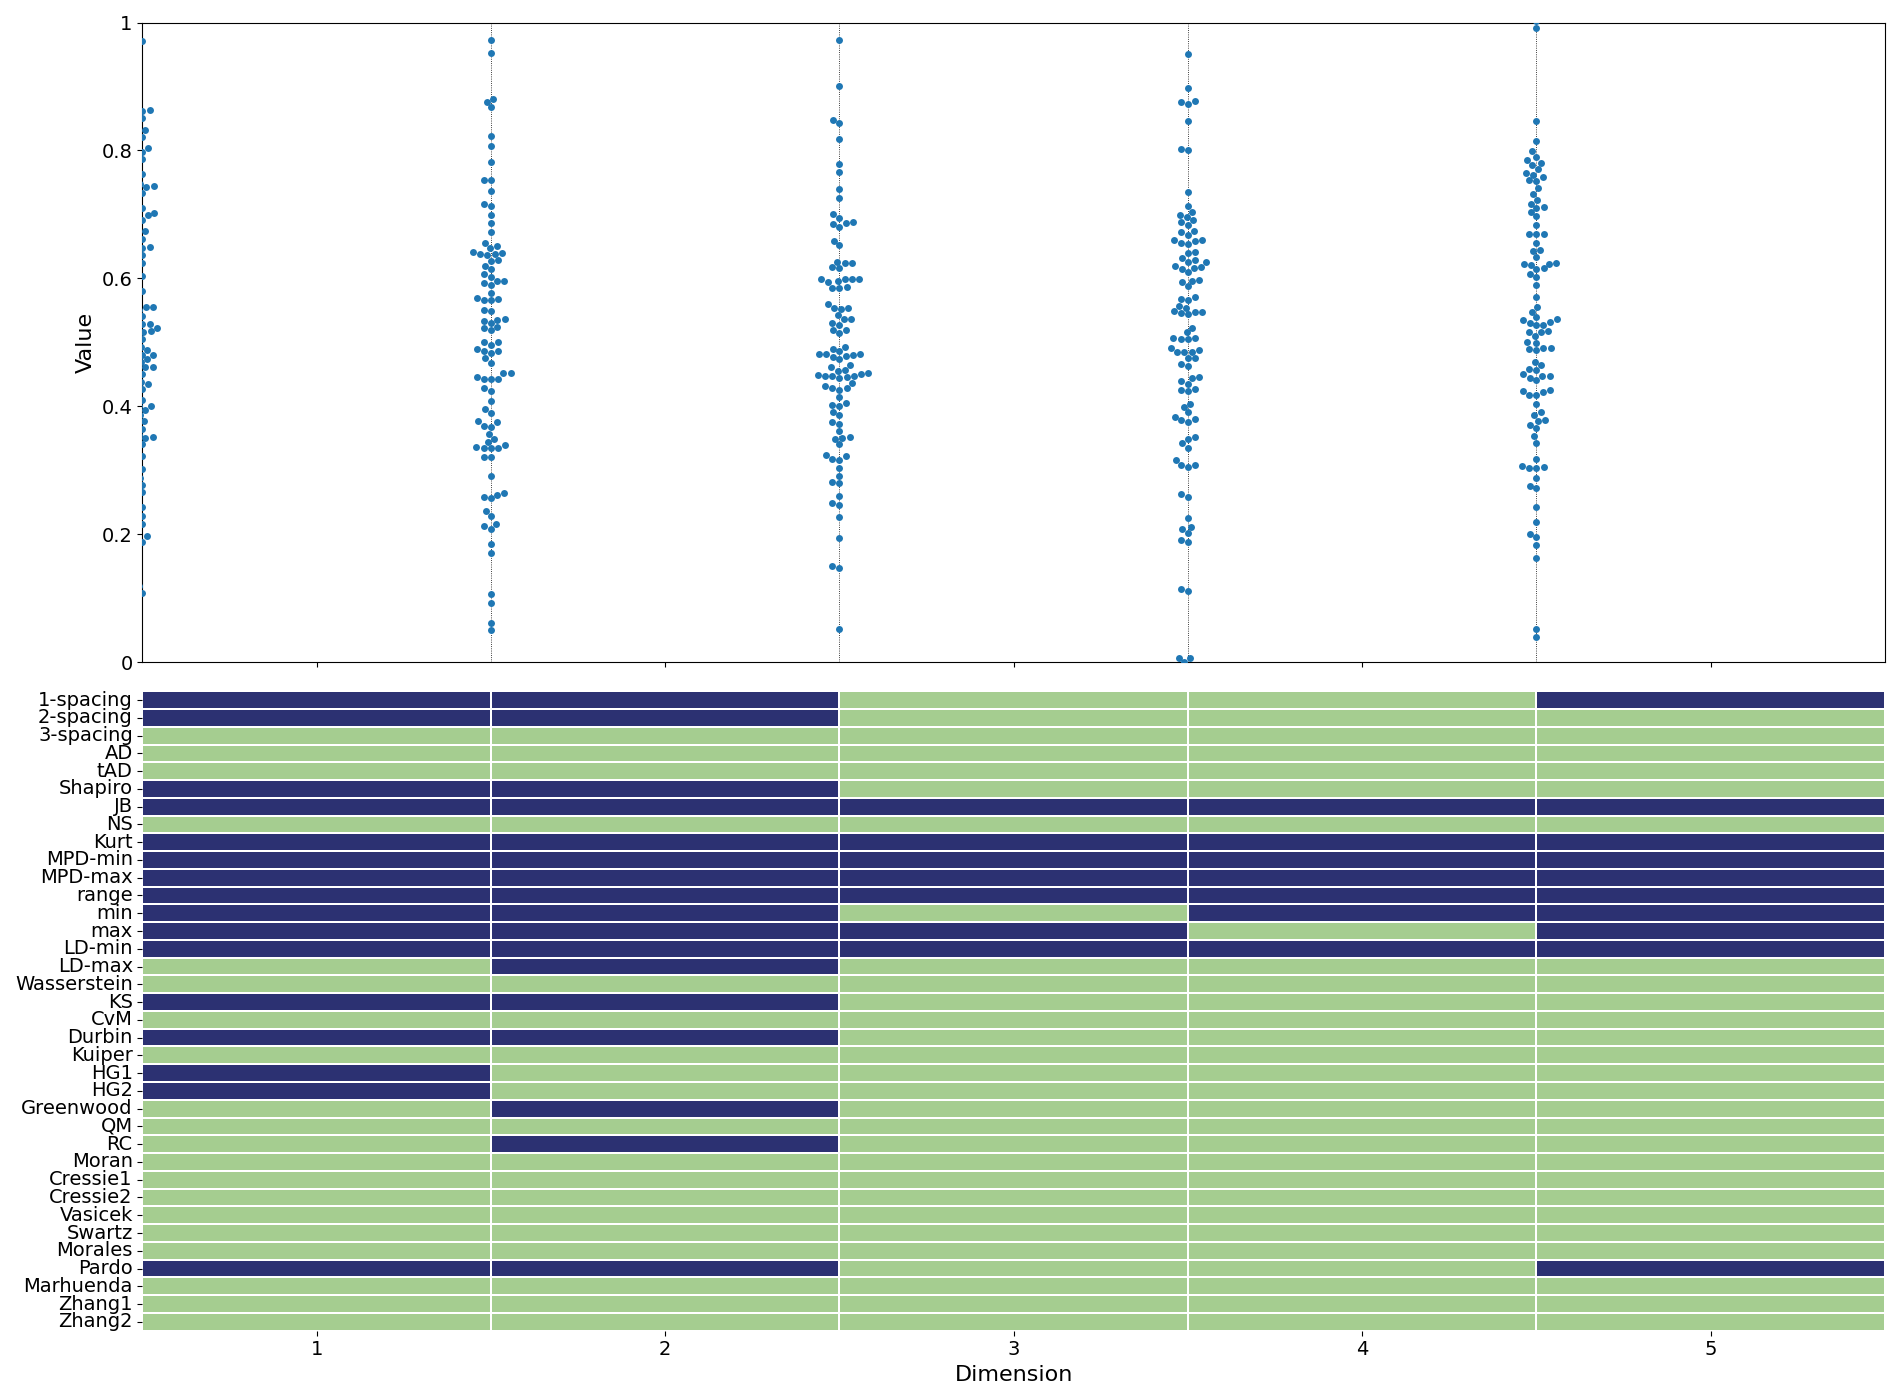 1
0.8
0.6
0.4
0.2
0
Value
1-spacing
2-spacing
3-spacing
AD
tAD
Shapiro
JB
NS
Kurt
MPD-min
MPD-max
range
min
max
LD-min
LD-max
Wasserstein
KS
CvM
Durbin
Kuiper
HG1
HG2
Greenwood
QM
RC
Moran
Cressie1
Cressie2
Vasicek
Swartz
Morales
Pardo
Marhuenda
Zhang1
Zhang2
1 2 3 4 5
Dimension